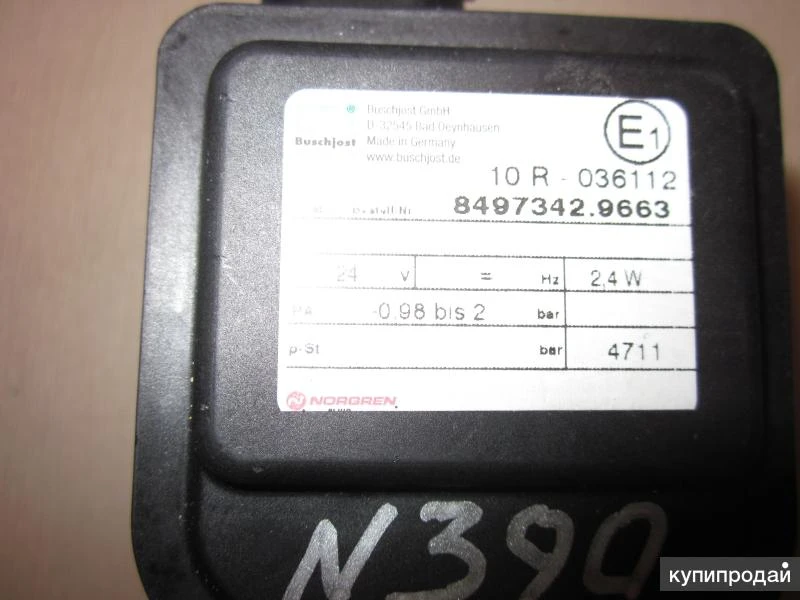 Buschjost GmbH
D-32545 Bad Oeynhausen
Buschjost Made in Germany
www.buschjost.de
E1
10 R - 036112
8497342.9663
24 V = Hz 2,4 W
PA -0,98 bis 2 bar
p-St bar 4711
NORGREN
N390
купипродай